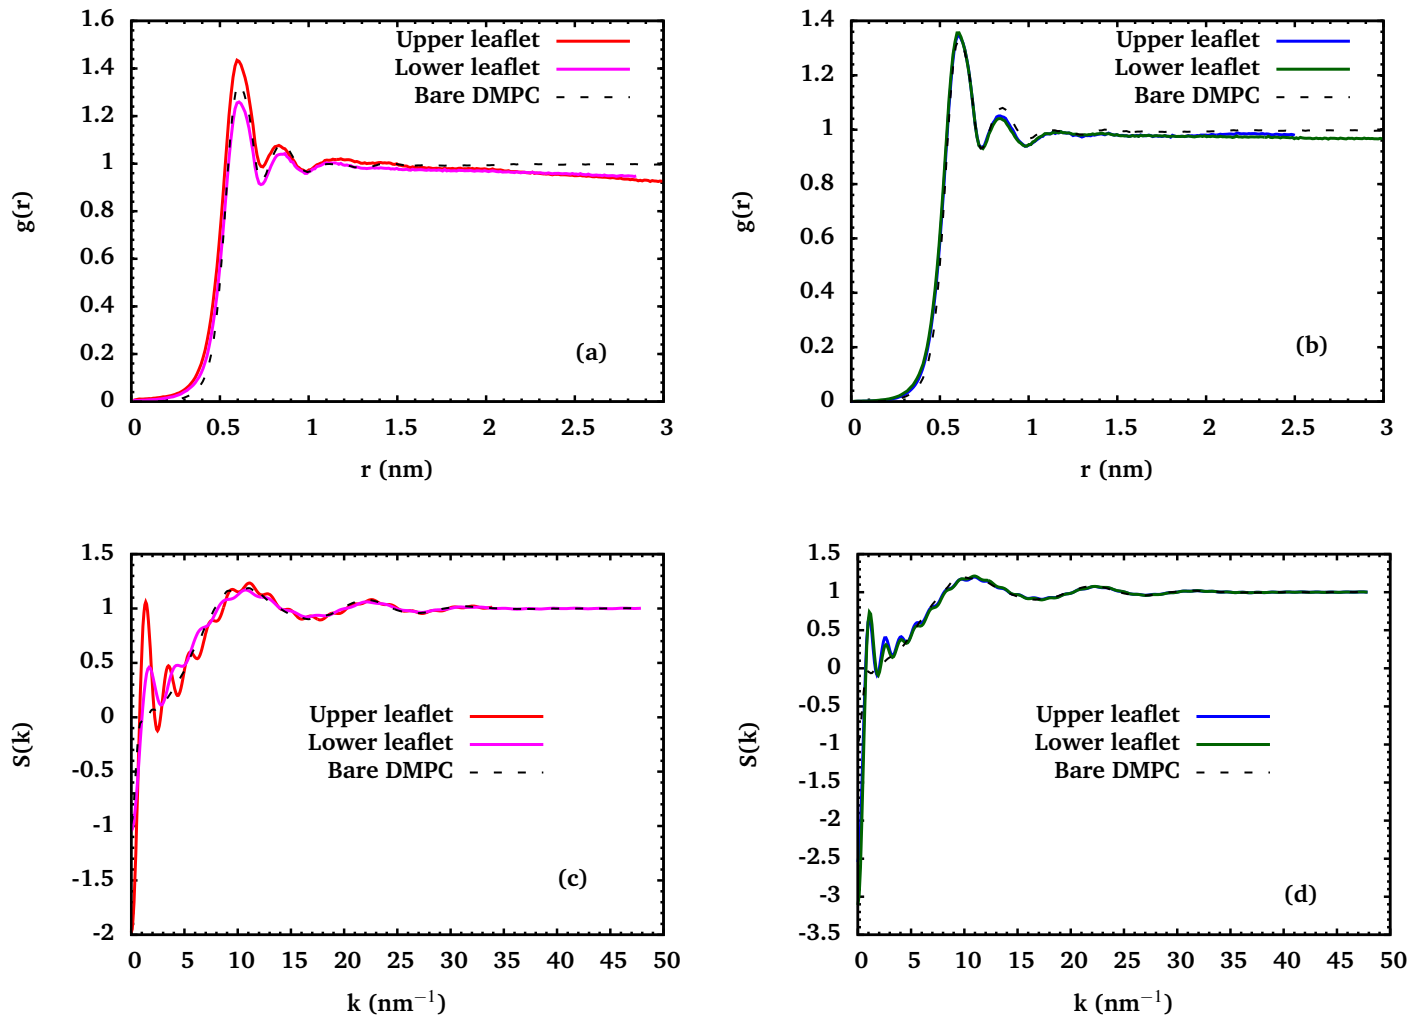 1.6
1.4
1.2
1
0.8
0.6
0.4
0.2
0
g(r)
Upper leaflet
Lower leaflet
Bare DMPC
(a)
0 0.5 1 1.5 2 2.5 3
r (nm)
1.4
1.2
1
0.8
0.6
0.4
0.2
0
g(r)
Upper leaflet
Lower leaflet
Bare DMPC
(b)
0 0.5 1 1.5 2 2.5 3
r (nm)
1.5
1
0.5
0
-0.5
-1
-1.5
-2
S(k)
Upper leaflet
Lower leaflet
Bare DMPC
(c)
0 5 10 15 20 25 30 35 40 45 50
k (nm⁻¹)
1.5
1
0.5
0
-0.5
-1
-1.5
-2
-2.5
-3
-3.5
S(k)
Upper leaflet
Lower leaflet
Bare DMPC
(d)
0 5 10 15 20 25 30 35 40 45 50
k (nm⁻¹)